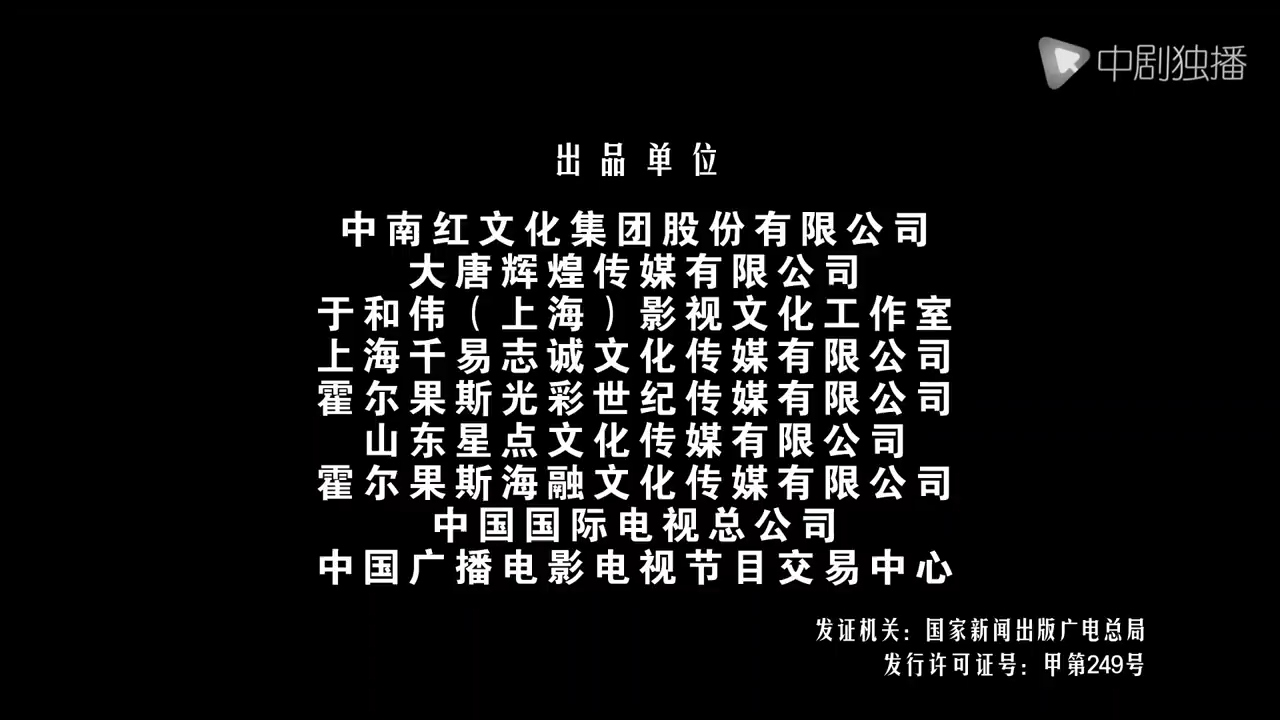 中剧独播
出品单位
中南红文化集团股份有限公司
大唐辉煌传媒有限公司
于和伟（上海）影视文化工作室
上海千易志诚文化传媒有限公司
霍尔果斯光彩世纪传媒有限公司
山东星点文化传媒有限公司
霍尔果斯海融文化传媒有限公司
中国国际电视总公司
中国广播电影电视节目交易中心
发证机关：国家新闻出版广电总局
发行许可证号：甲第249号